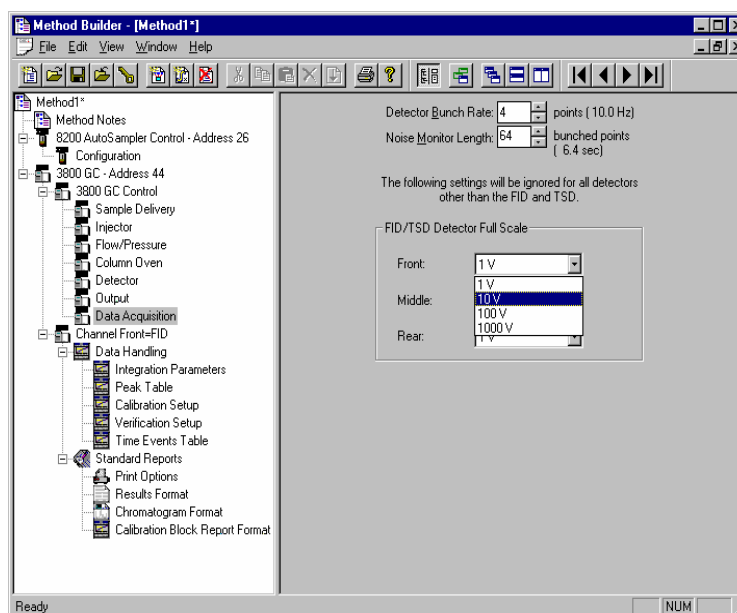 Method Builder - [Method1*]
File Edit View Window Help
Method1*
Method Notes
8200 AutoSampler Control - Address 26
Configuration
3800 GC - Address 44
3800 GC Control
Sample Delivery
Injector
Flow/Pressure
Column Oven
Detector
Output
Data Acquisition
Channel Front=FID
Data Handling
Integration Parameters
Peak Table
Calibration Setup
Verification Setup
Time Events Table
Standard Reports
Print Options
Results Format
Chromatogram Format
Calibration Block Report Format
Detector Bunch Rate: 4 points ( 10.0 Hz)
Noise Monitor Length: 64 bunched points
( 6.4 sec)
The following settings will be ignored for all detectors
other than the FID and TSD.
FID/TSD Detector Full Scale
Front: 1 V
1 V
10 V
100 V
1000 V
Middle:
Rear: 1 V
Ready NUM